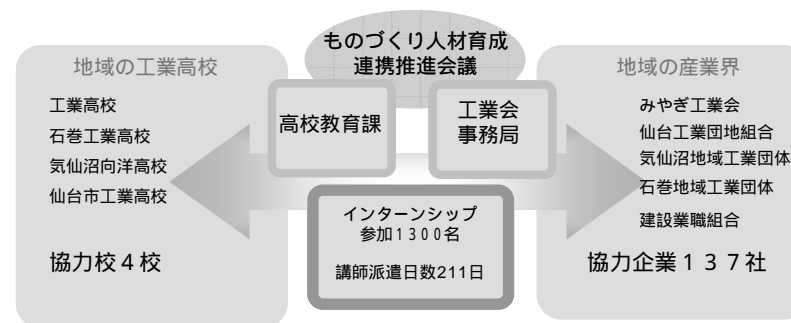 ものづくり人材育成
連携推進会議
地域の工業高校
工業高校
石巻工業高校
気仙沼向洋高校
仙台市工業高校
協力校４校
高校教育課
工業会
事務局
インターンシップ
参加1300名
講師派遣日数211日
地域の産業界
みやぎ工業会
仙台工業団地組合
気仙沼地域工業団体
石巻地域工業団体
建設業職組合
協力企業１３７社